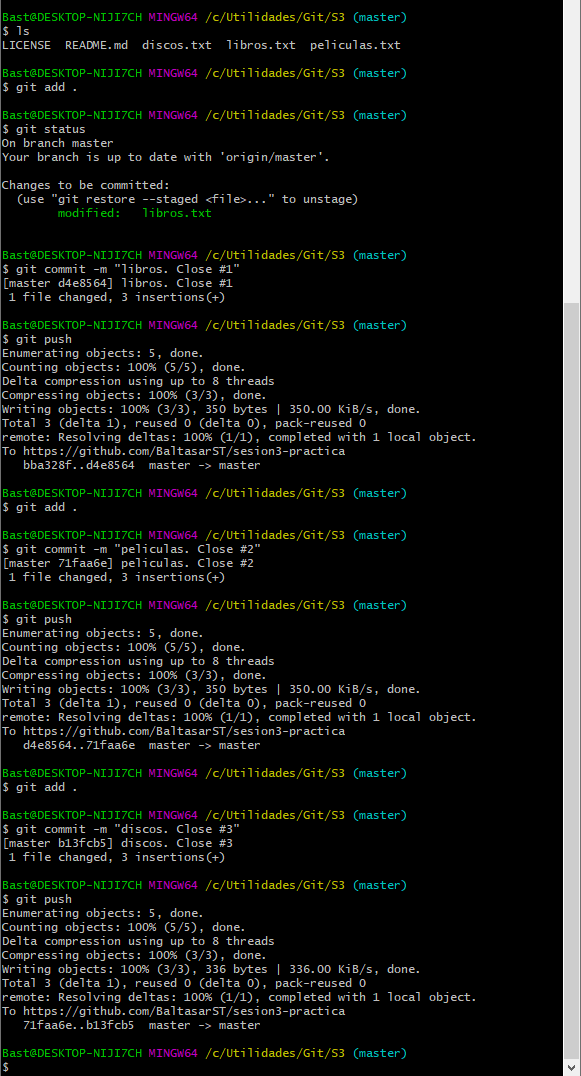 Bast@DESKTOP-NIJI7CH MINGW64 /c/Utilidades/Git/S3 (master)
$ ls
LICENSE  README.md  discos.txt  libros.txt  peliculas.txt
Bast@DESKTOP-NIJI7CH MINGW64 /c/Utilidades/Git/S3 (master)
$ git add .
Bast@DESKTOP-NIJI7CH MINGW64 /c/Utilidades/Git/S3 (master)
$ git status
On branch master
Your branch is up to date with 'origin/master'.
Changes to be committed:
  (use "git restore --staged <file>..." to unstage)
        modified:   libros.txt
Bast@DESKTOP-NIJI7CH MINGW64 /c/Utilidades/Git/S3 (master)
$ git commit -m "libros. Close #1"
[master d4e8564] libros. Close #1
 1 file changed, 3 insertions(+)
Bast@DESKTOP-NIJI7CH MINGW64 /c/Utilidades/Git/S3 (master)
$ git push
Enumerating objects: 5, done.
Counting objects: 100% (5/5), done.
Delta compression using up to 8 threads
Compressing objects: 100% (3/3), done.
Writing objects: 100% (3/3), 350 bytes | 350.00 KiB/s, done.
Total 3 (delta 1), reused 0 (delta 0), pack-reused 0
remote: Resolving deltas: 100% (1/1), completed with 1 local object.
To https://github.com/BaltasarST/sesion3-practica
   bba328f..d4e8564  master -> master
Bast@DESKTOP-NIJI7CH MINGW64 /c/Utilidades/Git/S3 (master)
$ git add .
Bast@DESKTOP-NIJI7CH MINGW64 /c/Utilidades/Git/S3 (master)
$ git commit -m "peliculas. Close #2"
[master 71faa6e] peliculas. Close #2
 1 file changed, 3 insertions(+)
Bast@DESKTOP-NIJI7CH MINGW64 /c/Utilidades/Git/S3 (master)
$ git push
Enumerating objects: 5, done.
Counting objects: 100% (5/5), done.
Delta compression using up to 8 threads
Compressing objects: 100% (3/3), done.
Writing objects: 100% (3/3), 350 bytes | 350.00 KiB/s, done.
Total 3 (delta 1), reused 0 (delta 0), pack-reused 0
remote: Resolving deltas: 100% (1/1), completed with 1 local object.
To https://github.com/BaltasarST/sesion3-practica
   d4e8564..71faa6e  master -> master
Bast@DESKTOP-NIJI7CH MINGW64 /c/Utilidades/Git/S3 (master)
$ git add .
Bast@DESKTOP-NIJI7CH MINGW64 /c/Utilidades/Git/S3 (master)
$ git commit -m "discos. Close #3"
[master b13fcb5] discos. Close #3
 1 file changed, 3 insertions(+)
Bast@DESKTOP-NIJI7CH MINGW64 /c/Utilidades/Git/S3 (master)
$ git push
Enumerating objects: 5, done.
Counting objects: 100% (5/5), done.
Delta compression using up to 8 threads
Compressing objects: 100% (3/3), done.
Writing objects: 100% (3/3), 336 bytes | 336.00 KiB/s, done.
Total 3 (delta 1), reused 0 (delta 0), pack-reused 0
remote: Resolving deltas: 100% (1/1), completed with 1 local object.
To https://github.com/BaltasarST/sesion3-practica
   71faa6e..b13fcb5  master -> master
Bast@DESKTOP-NIJI7CH MINGW64 /c/Utilidades/Git/S3 (master)
$